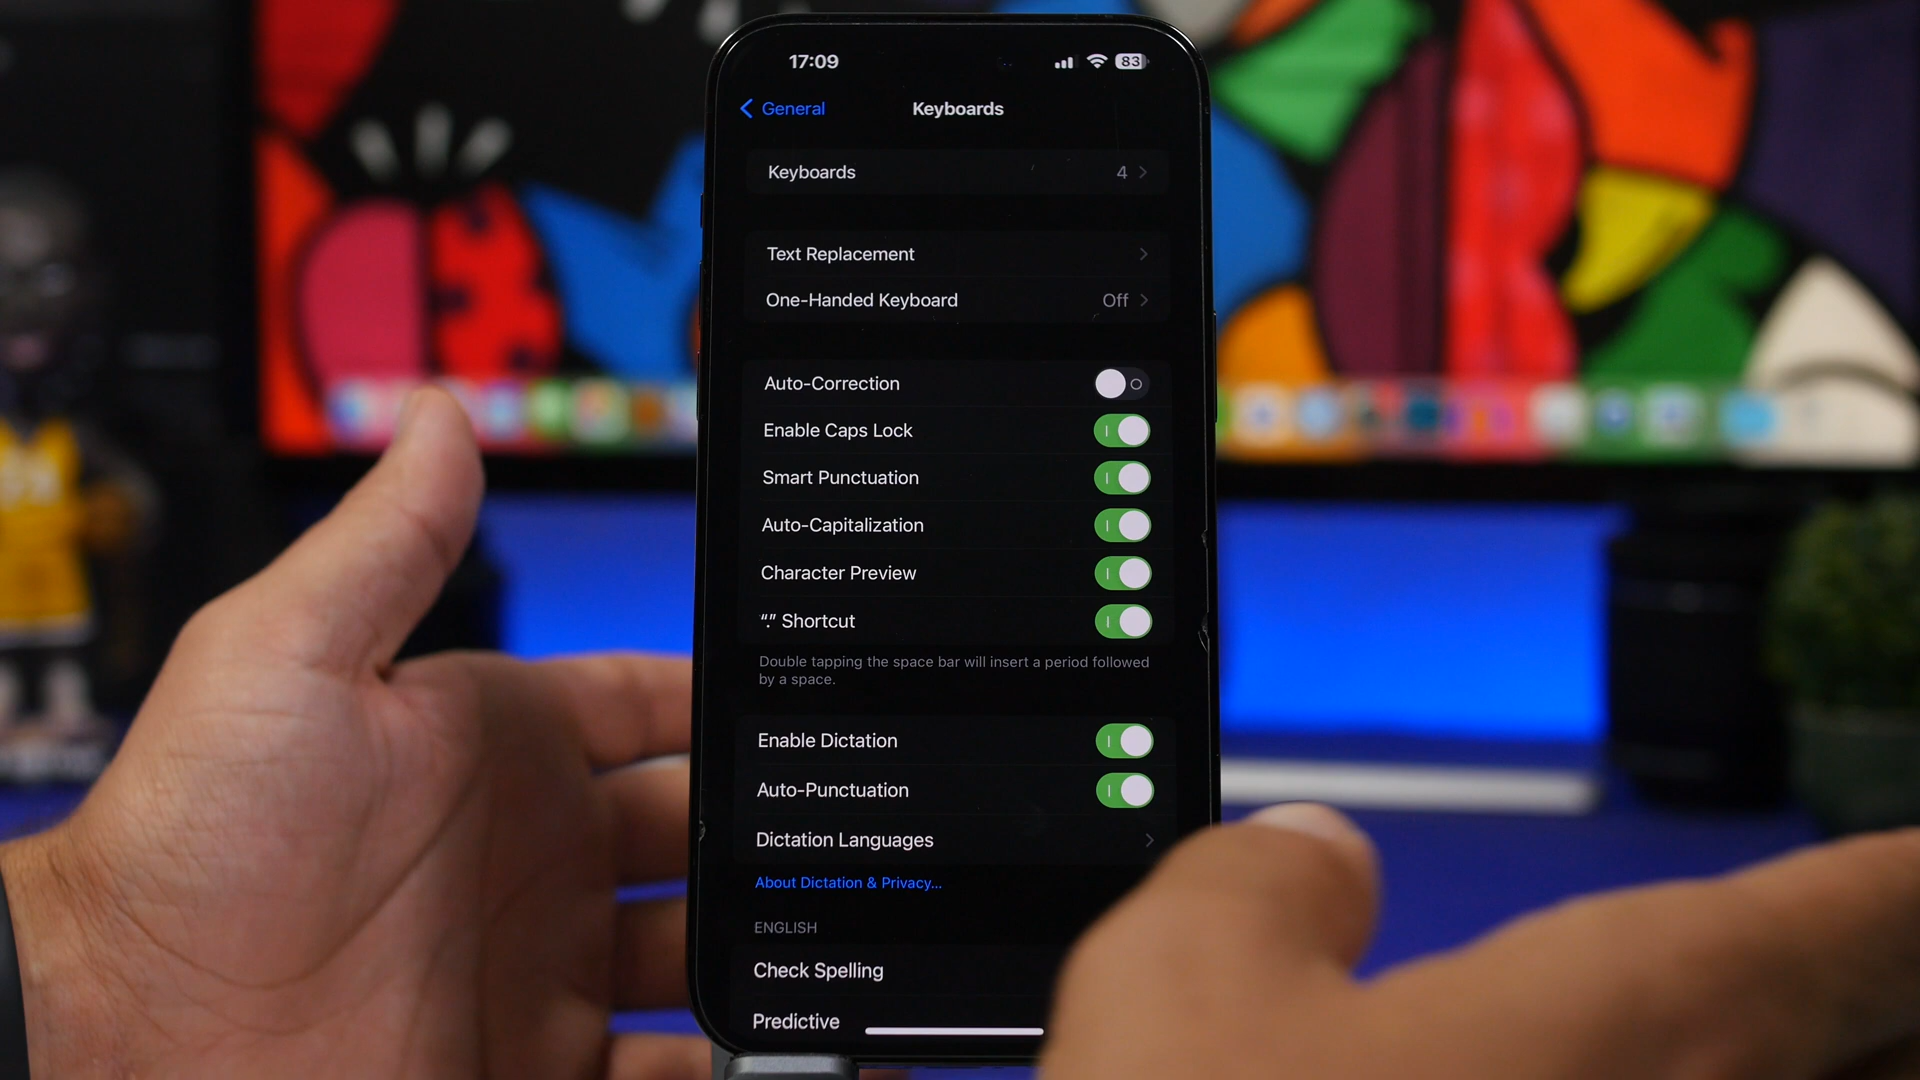 17:09
83
General
Keyboards
Keyboards 4
Text Replacement
One-Handed Keyboard Off
Auto-Correction
Enable Caps Lock
Smart Punctuation
Auto-Capitalization
Character Preview
“.” Shortcut
Double tapping the space bar will insert a period followed
by a space.
Enable Dictation
Auto-Punctuation
Dictation Languages
About Dictation & Privacy...
ENGLISH
Check Spelling
Predictive